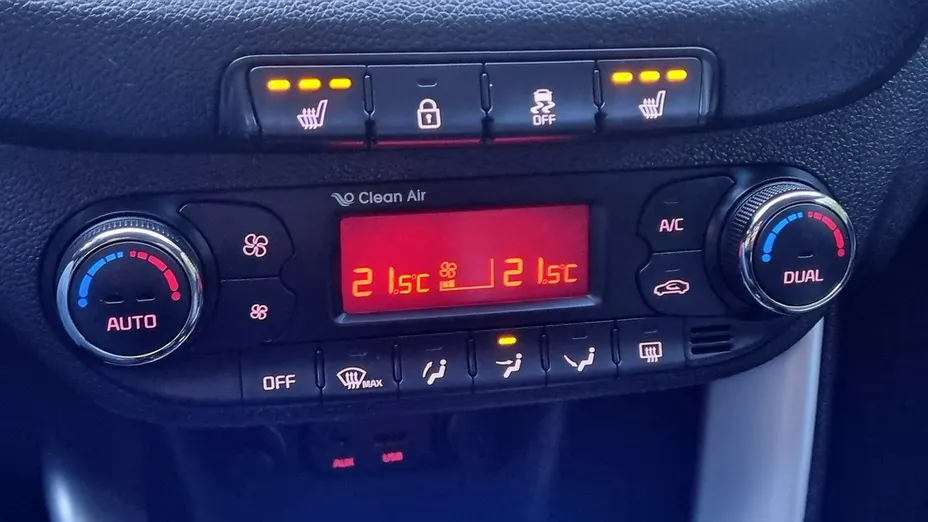 OFF
Clean Air
A/C
21.5°C
21.5°C
AUTO
DUAL
OFF
MAX
AUX
USB